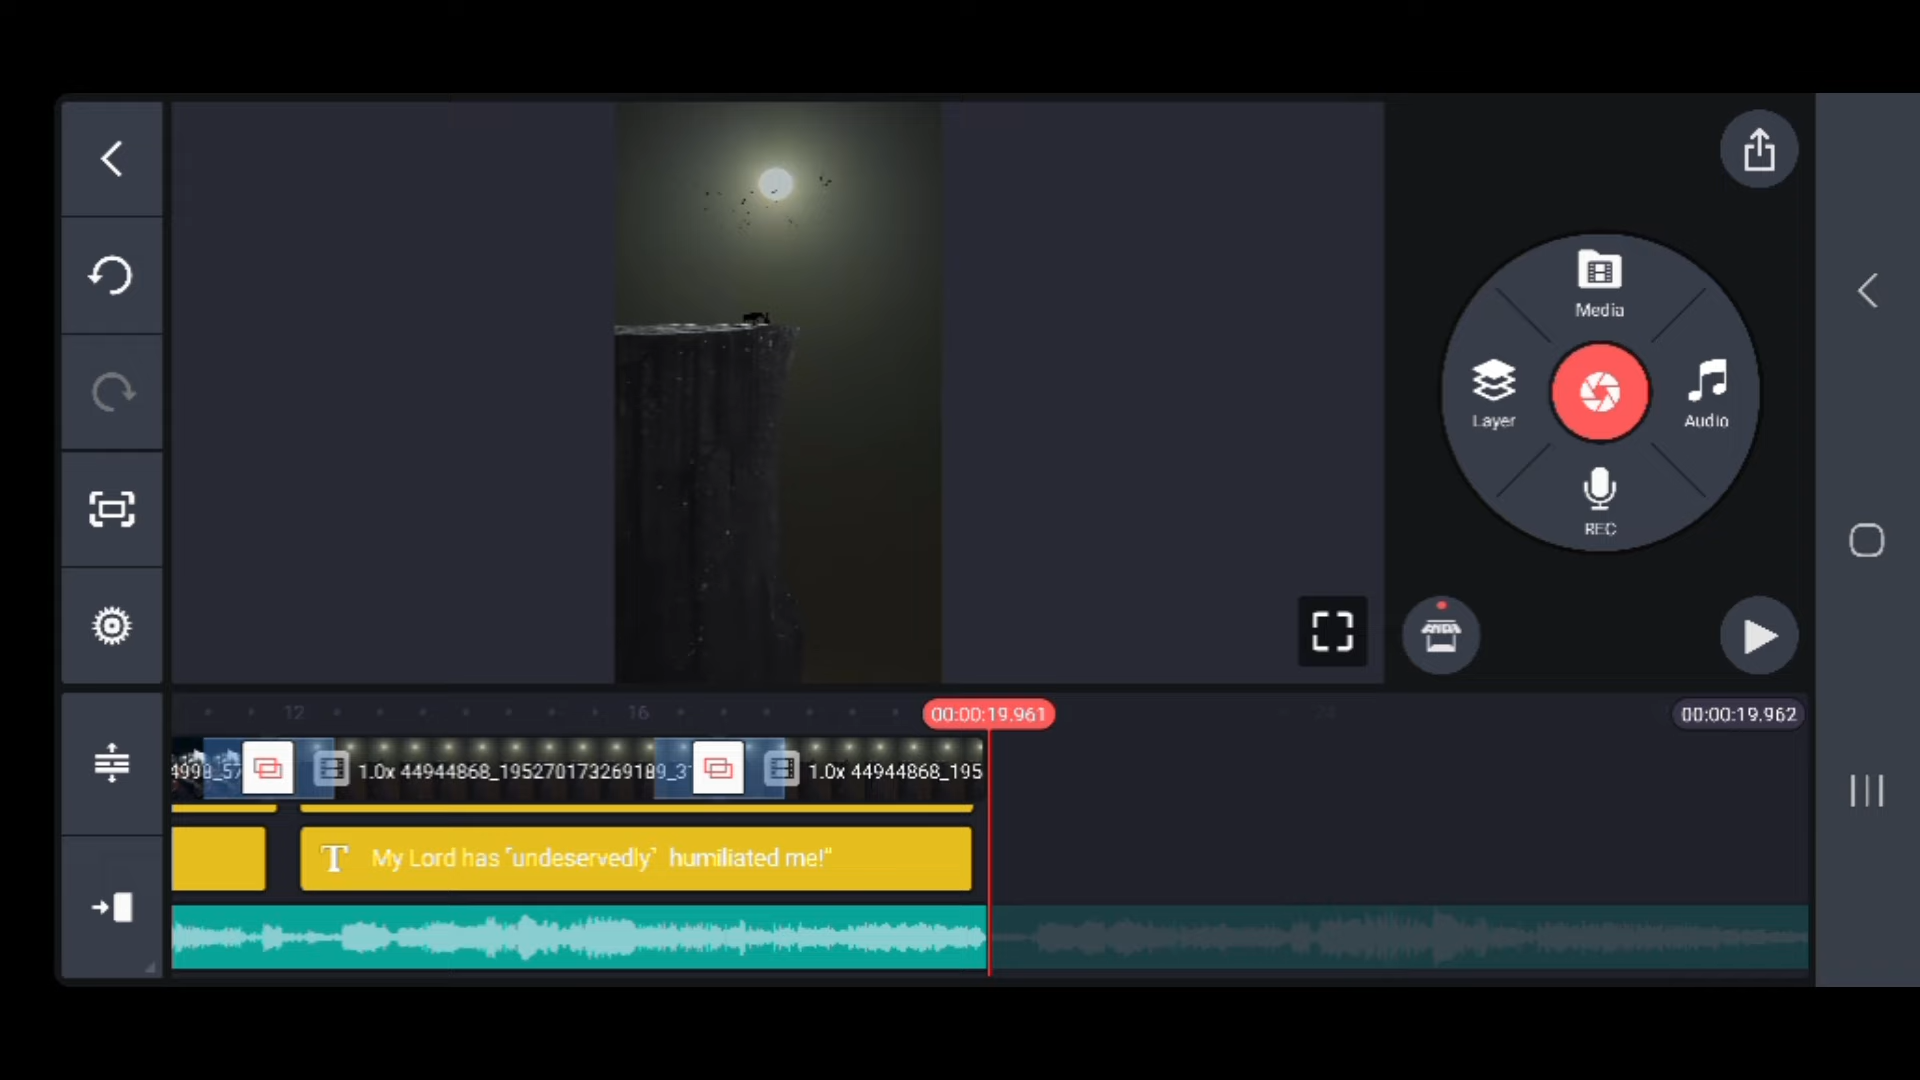 Media
Layer
Audio
REC
12
16
00:00:19.961
00:00:19.962
4998_57
1.0x 44944868_195270173269189_3
1.0x 44944868_195
T My Lord has "undeservedly" humiliated me!"